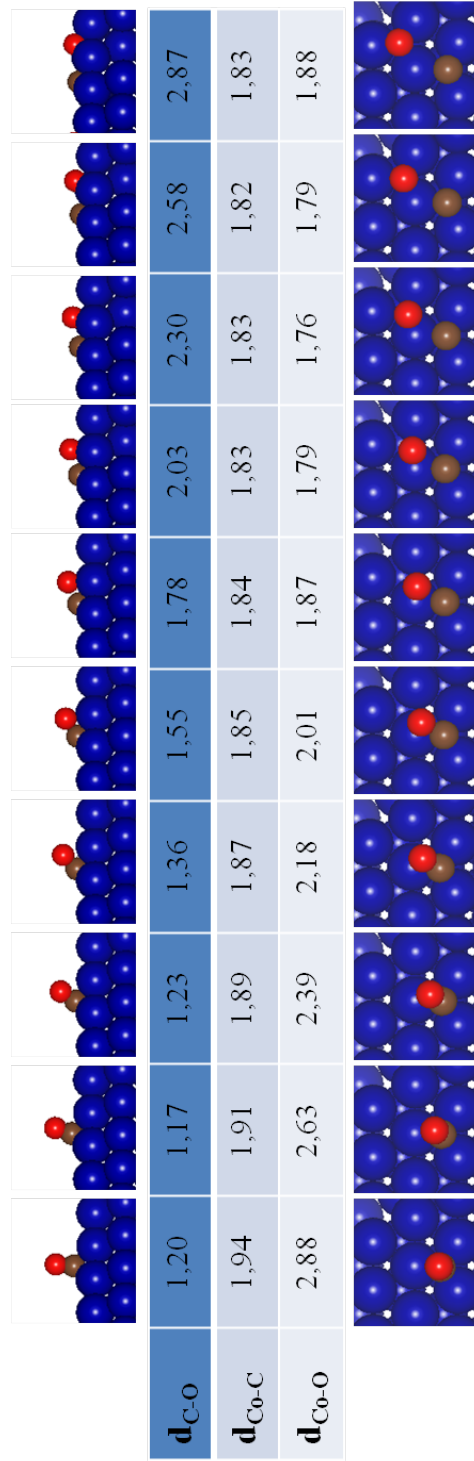 d_C-O 1,20 1,17 1,23 1,36 1,55 1,78 2,03 2,30 2,58 2,87
d_Co-C 1,94 1,91 1,89 1,87 1,85 1,84 1,83 1,83 1,82 1,83
d_Co-O 2,88 2,63 2,39 2,18 2,01 1,87 1,79 1,76 1,79 1,88